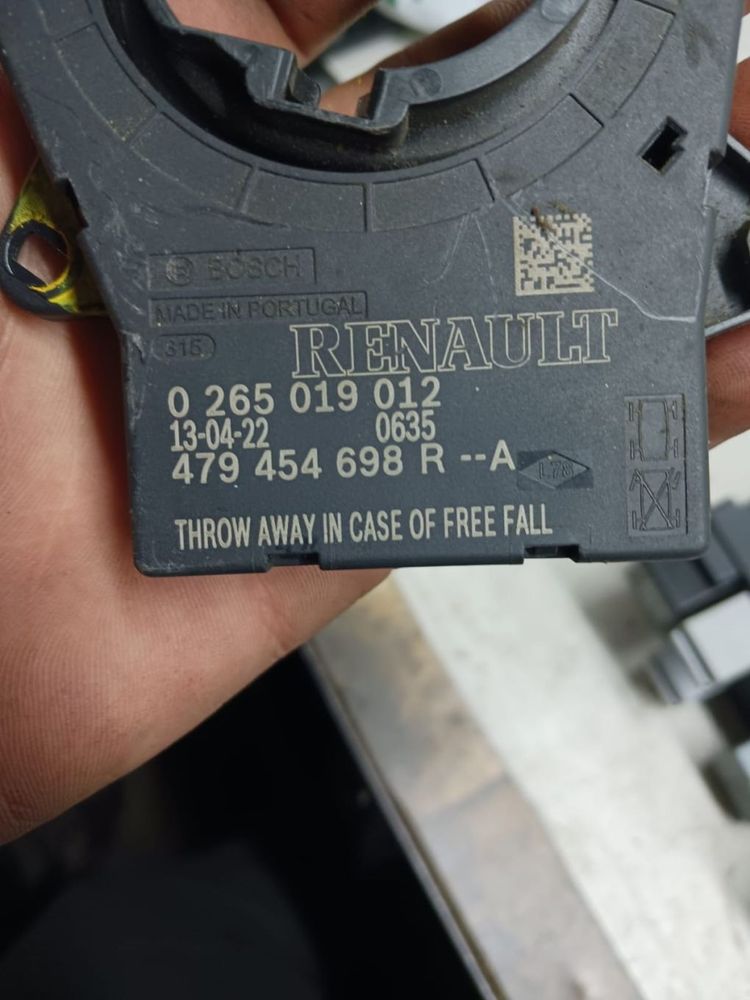 BOSCH
MADE IN PORTUGAL
315
RENAULT
0 265 019 012
13-04-22 0635
479 454 698 R --A
L78
THROW AWAY IN CASE OF FREE FALL